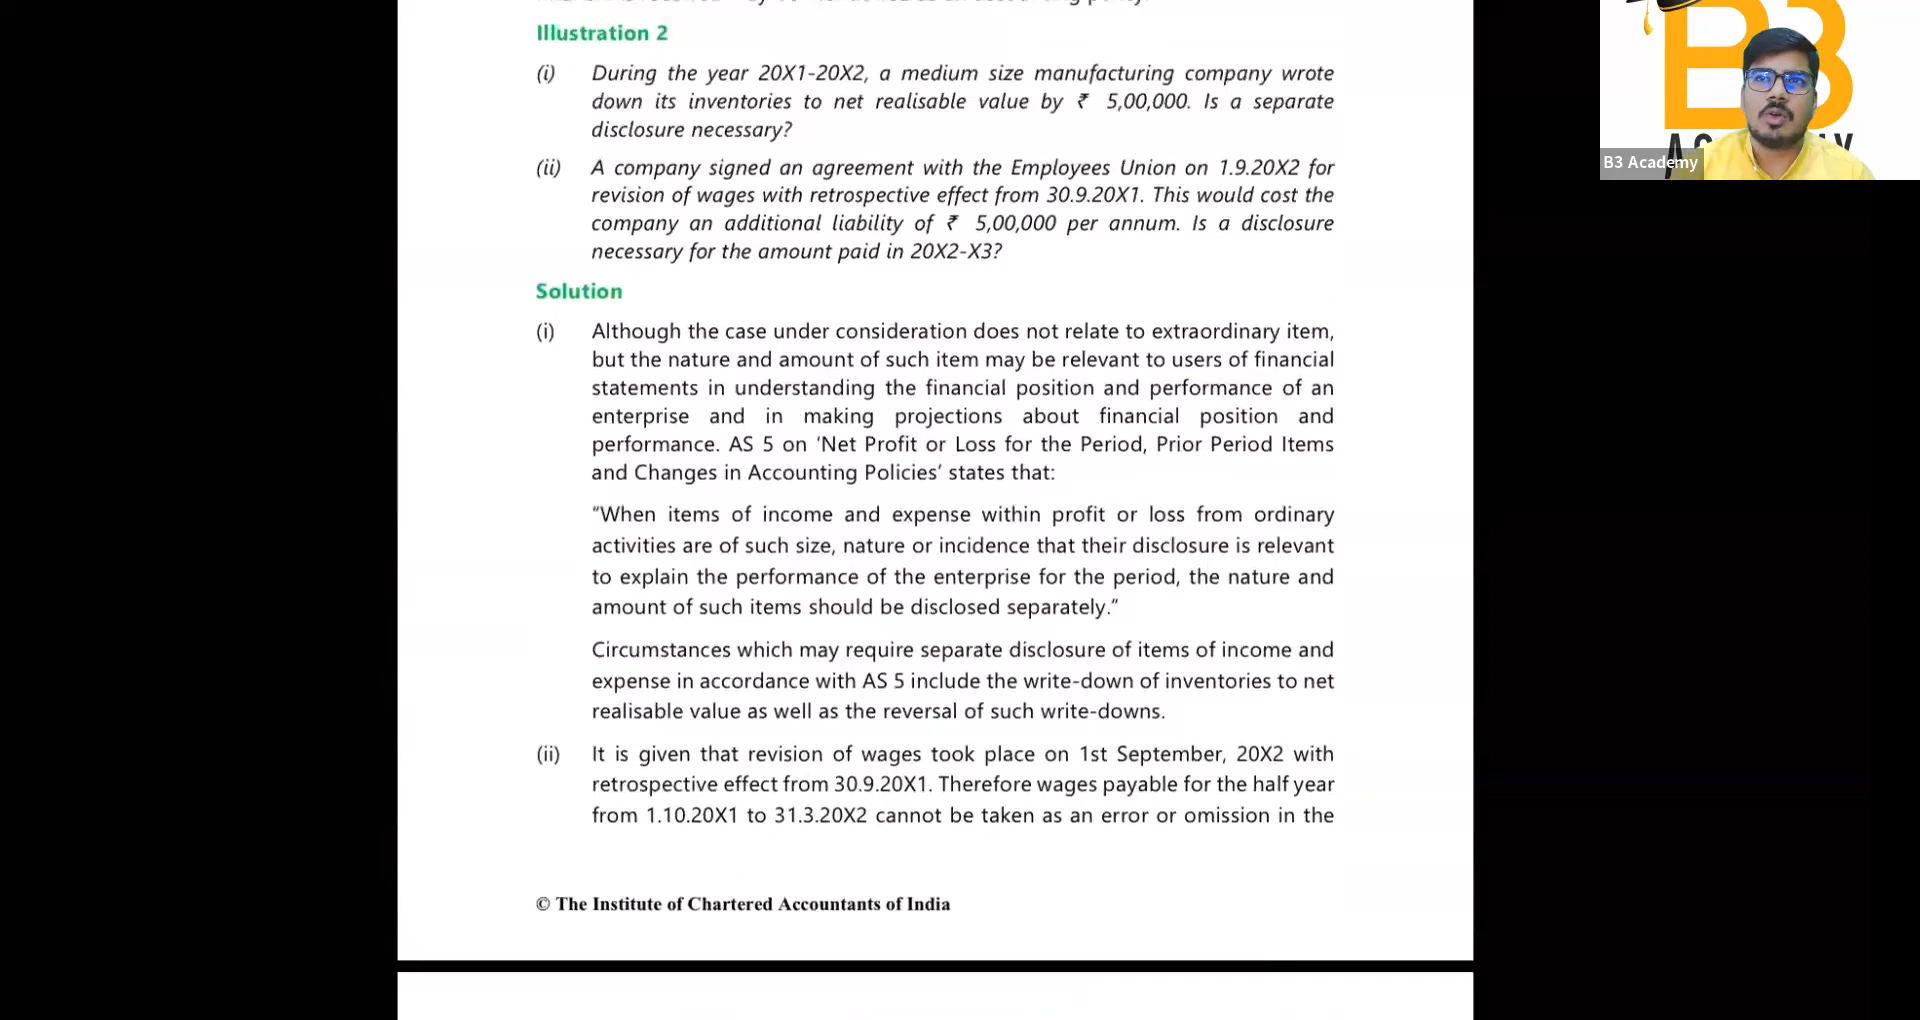 Illustration 2
(i) During the year 20X1-20X2, a medium size manufacturing company wrote
down its inventories to net realisable value by ₹ 5,00,000. Is a separate
disclosure necessary?
(ii) A company signed an agreement with the Employees Union on 1.9.20X2 for
revision of wages with retrospective effect from 30.9.20X1. This would cost the
company an additional liability of ₹ 5,00,000 per annum. Is a disclosure
necessary for the amount paid in 20X2-X3?
Solution
(i) Although the case under consideration does not relate to extraordinary item,
but the nature and amount of such item may be relevant to users of financial
statements in understanding the financial position and performance of an
enterprise and in making projections about financial position and
performance. AS 5 on ‘Net Profit or Loss for the Period, Prior Period Items
and Changes in Accounting Policies’ states that:
“When items of income and expense within profit or loss from ordinary
activities are of such size, nature or incidence that their disclosure is relevant
to explain the performance of the enterprise for the period, the nature and
amount of such items should be disclosed separately.”
Circumstances which may require separate disclosure of items of income and
expense in accordance with AS 5 include the write-down of inventories to net
realisable value as well as the reversal of such write-downs.
(ii) It is given that revision of wages took place on 1st September, 20X2 with
retrospective effect from 30.9.20X1. Therefore wages payable for the half year
from 1.10.20X1 to 31.3.20X2 cannot be taken as an error or omission in the
© The Institute of Chartered Accountants of India
B3
B3 Academy